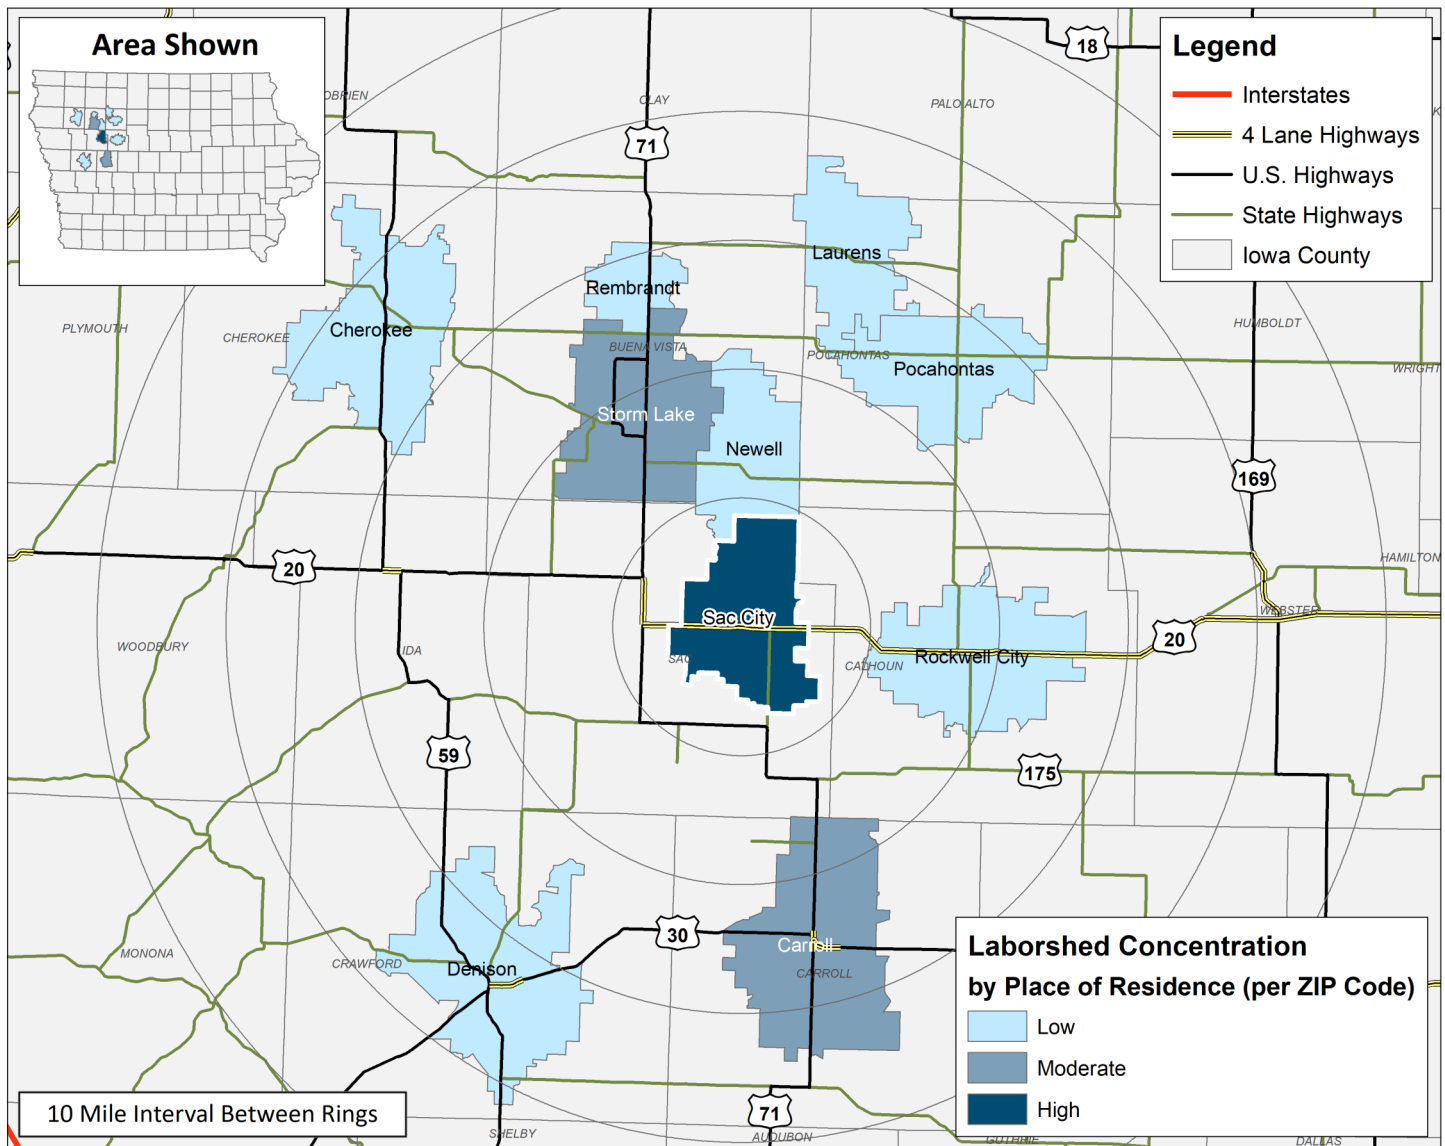 Area Shown
Legend
Interstates
4 Lane Highways
U.S. Highways
State Highways
Iowa County
18
OBRIEN
CLAY
PALO ALTO
71
Laurens
Rembrandt
PLYMOUTH
CHEROKEE
Cherokee
BUENA VISTA
POCAHONTAS
HUMBOLDT
WRIGHT
Pocahontas
Storm Lake
Newell
169
20
HAMILTON
WEBSTER
Sac City
WOODBURY
IDA
SAC
CALHOUN
Rockwell City
20
59
175
30
Carroll
MONONA
CRAWFORD
Denison
CARROLL
Laborshed Concentration
by Place of Residence (per ZIP Code)
Low
Moderate
High
10 Mile Interval Between Rings
71
SHELBY
AUDUBON
GUTHRIE
DALLAS